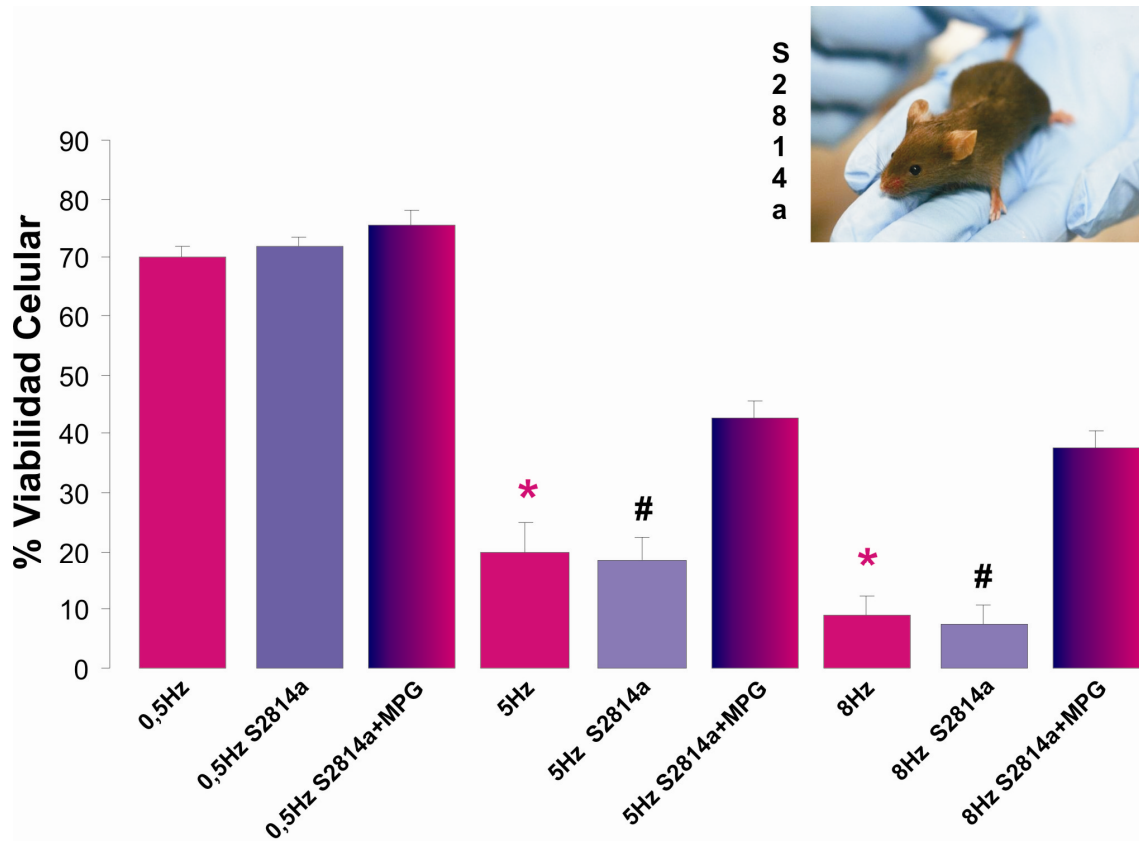 S
2
8
1
4
a
% Viabilidad Celular
90
80
70
60
50
40
30
20
10
0
*
#
*
#
0,5Hz
0,5Hz S2814a
0,5Hz S2814a+MPG
5Hz
5Hz S2814a
5Hz S2814a+MPG
8Hz
8Hz S2814a
8Hz S2814a+MPG